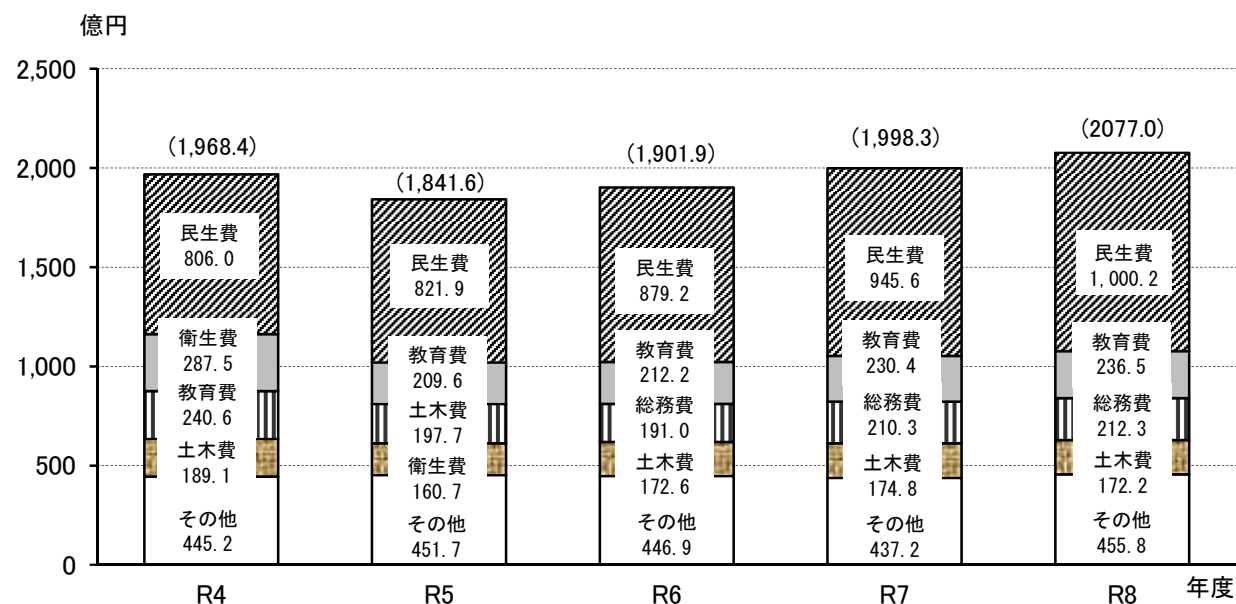 億円
2,500
2,000
1,500
1,000
500
0
(1,968.4)
民生費
806.0
衛生費
287.5
教育費
240.6
土木費
189.1
その他
445.2
R4
(1,841.6)
民生費
821.9
教育費
209.6
土木費
197.7
衛生費
160.7
その他
451.7
R5
(1,901.9)
民生費
879.2
教育費
212.2
総務費
191.0
土木費
172.6
その他
446.9
R6
(1,998.3)
民生費
945.6
教育費
230.4
総務費
210.3
土木費
174.8
その他
437.2
R7
(2077.0)
民生費
1,000.2
教育費
236.5
総務費
212.3
土木費
172.2
その他
455.8
R8
年度